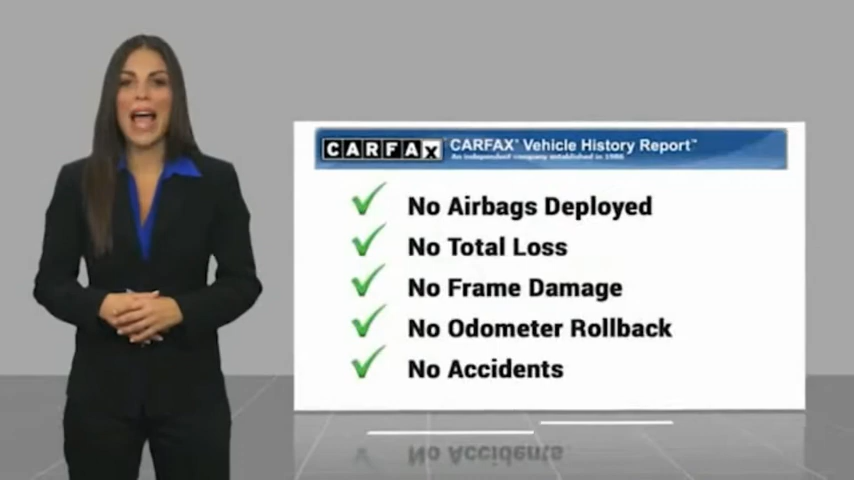 CARFAX CARFAX™ Vehicle History Report™
An independent company established in 1986
No Airbags Deployed
No Total Loss
No Frame Damage
No Odometer Rollback
No Accidents
No Accidents